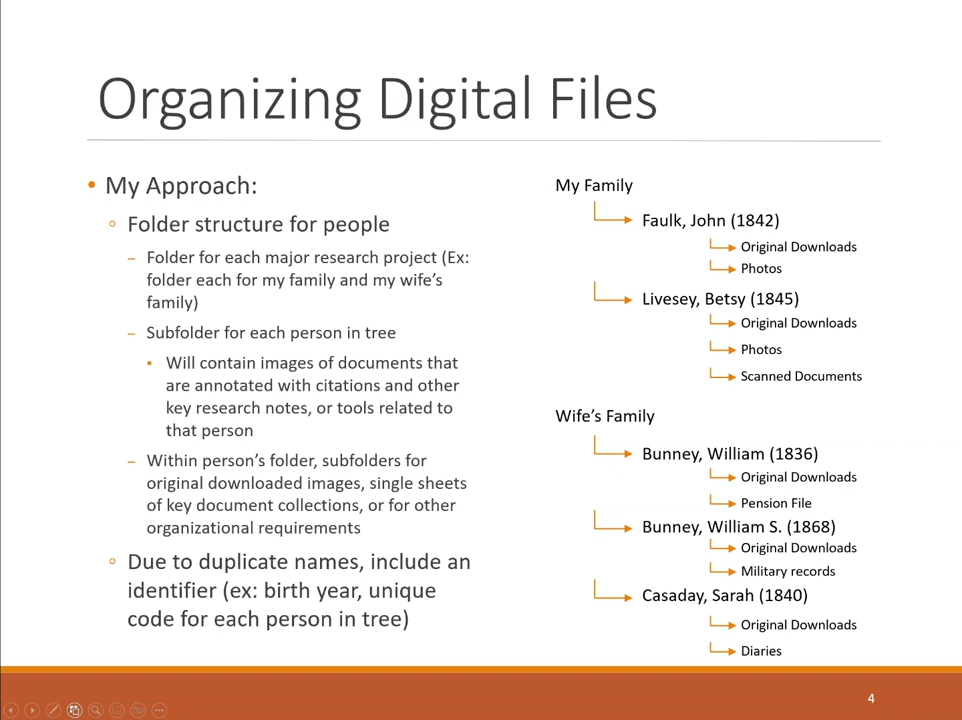 Organizing Digital Files
• My Approach:
◦ Folder structure for people
– Folder for each major research project (Ex:
folder each for my family and my wife's
family)
– Subfolder for each person in tree
▪ Will contain images of documents that
are annotated with citations and other
key research notes, or tools related to
that person
– Within person's folder, subfolders for
original downloaded images, single sheets
of key document collections, or for other
organizational requirements
◦ Due to duplicate names, include an
identifier (ex: birth year, unique
code for each person in tree)
My Family
Faulk, John (1842)
Original Downloads
Photos
Livesey, Betsy (1845)
Original Downloads
Photos
Scanned Documents
Wife's Family
Bunney, William (1836)
Original Downloads
Pension File
Bunney, William S. (1868)
Original Downloads
Military records
Casaday, Sarah (1840)
Original Downloads
Diaries
4